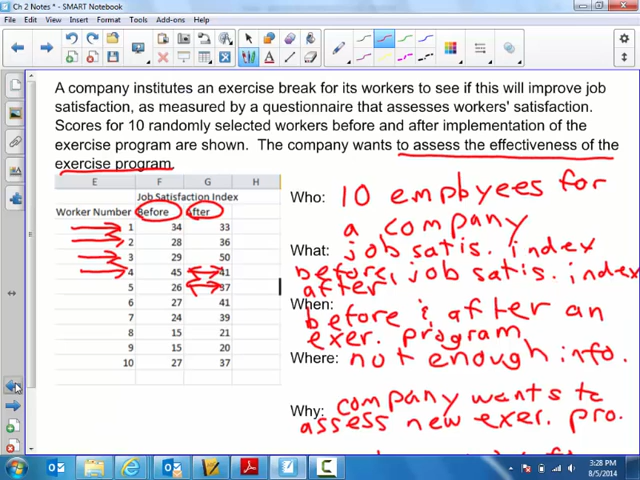 Ch 2 Notes * - SMART Notebook
File Edit View Insert Format Tools Add-ons Help
A company institutes an exercise break for its workers to see if this will improve job
satisfaction, as measured by a questionnaire that assesses workers' satisfaction.
Scores for 10 randomly selected workers before and after implementation of the
exercise program are shown. The company wants to assess the effectiveness of the
exercise program.
E F G H
Job Satisfaction Index
Worker Number Before After
1 34 33
2 28 36
3 29 50
4 45 41
5 26 37
6 27 41
7 24 39
8 15 21
9 15 20
10 27 37
Who: 10 employees for
a company
What: job satis. index
before, job satis. index
after
When: before & after an
exer. program
Where: not enough info.
Why: company wants to
assess new exer. pro.
3:28 PM
8/5/2014